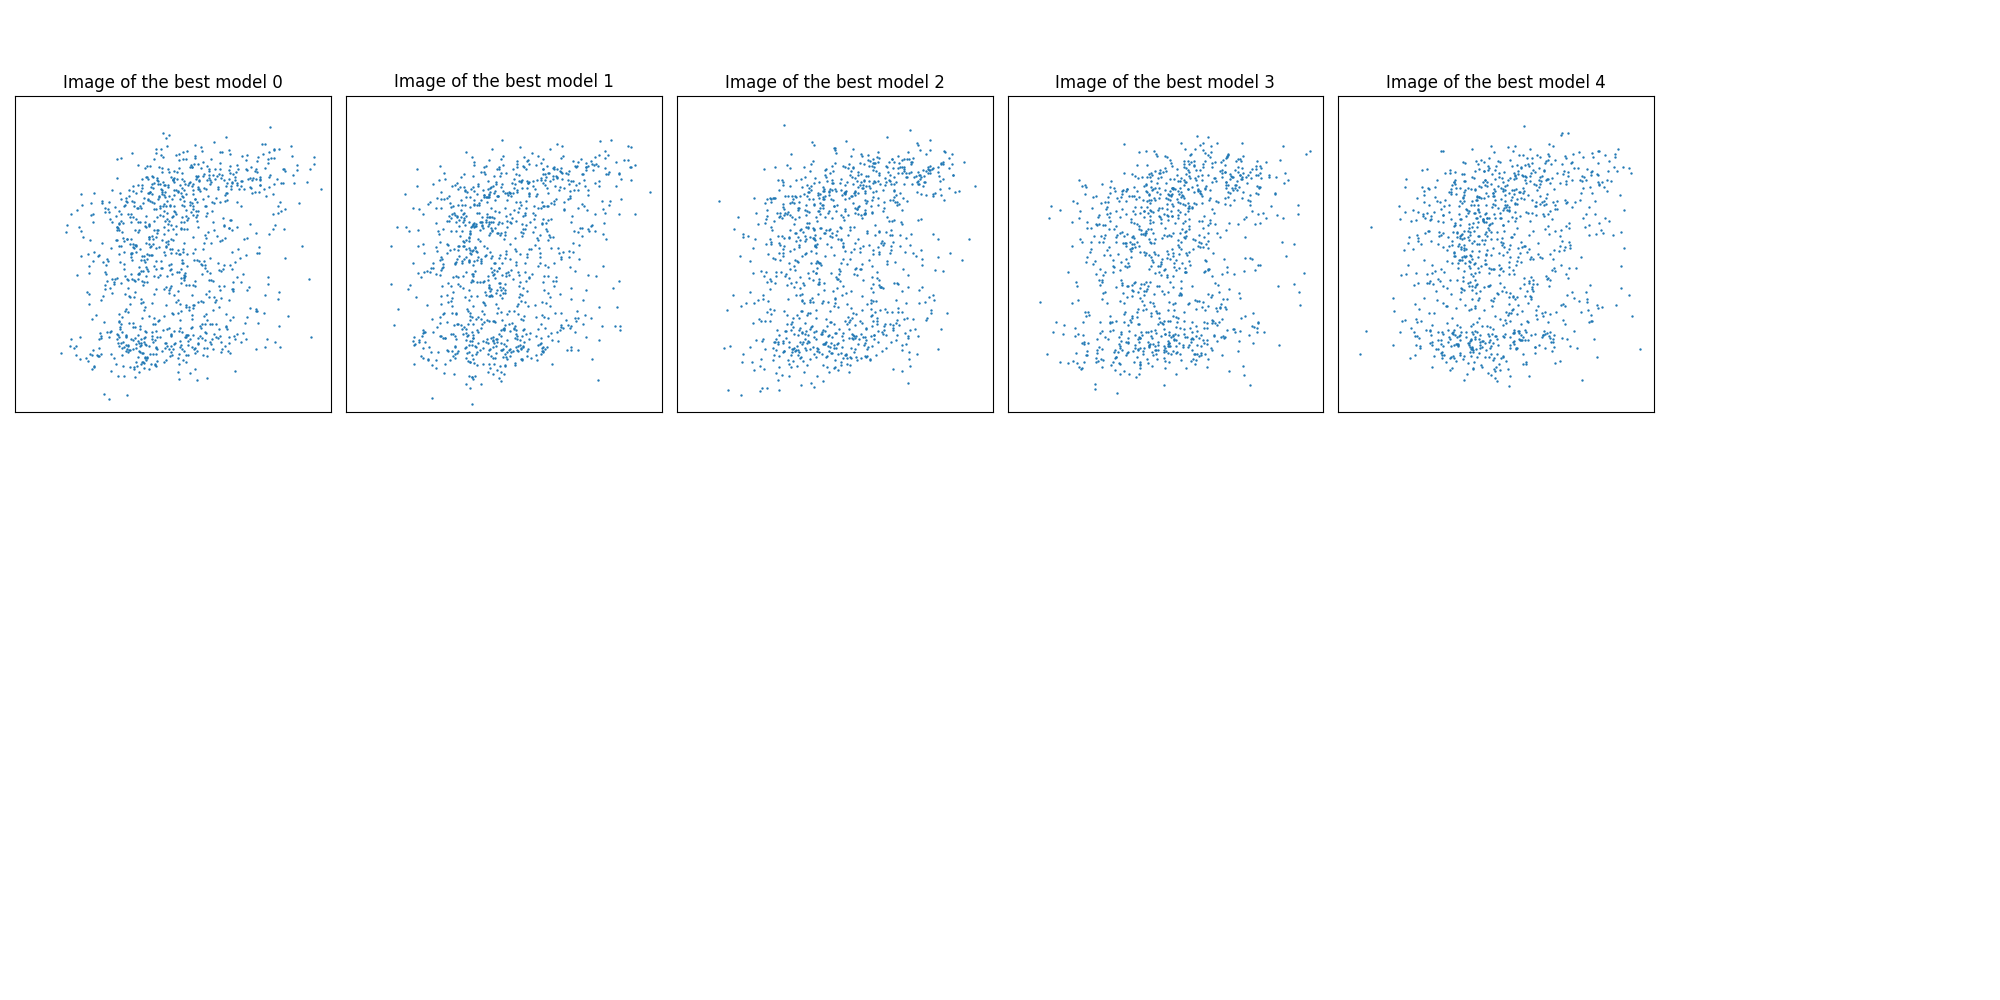 Image of the best model 0
Image of the best model 1
Image of the best model 2
Image of the best model 3
Image of the best model 4